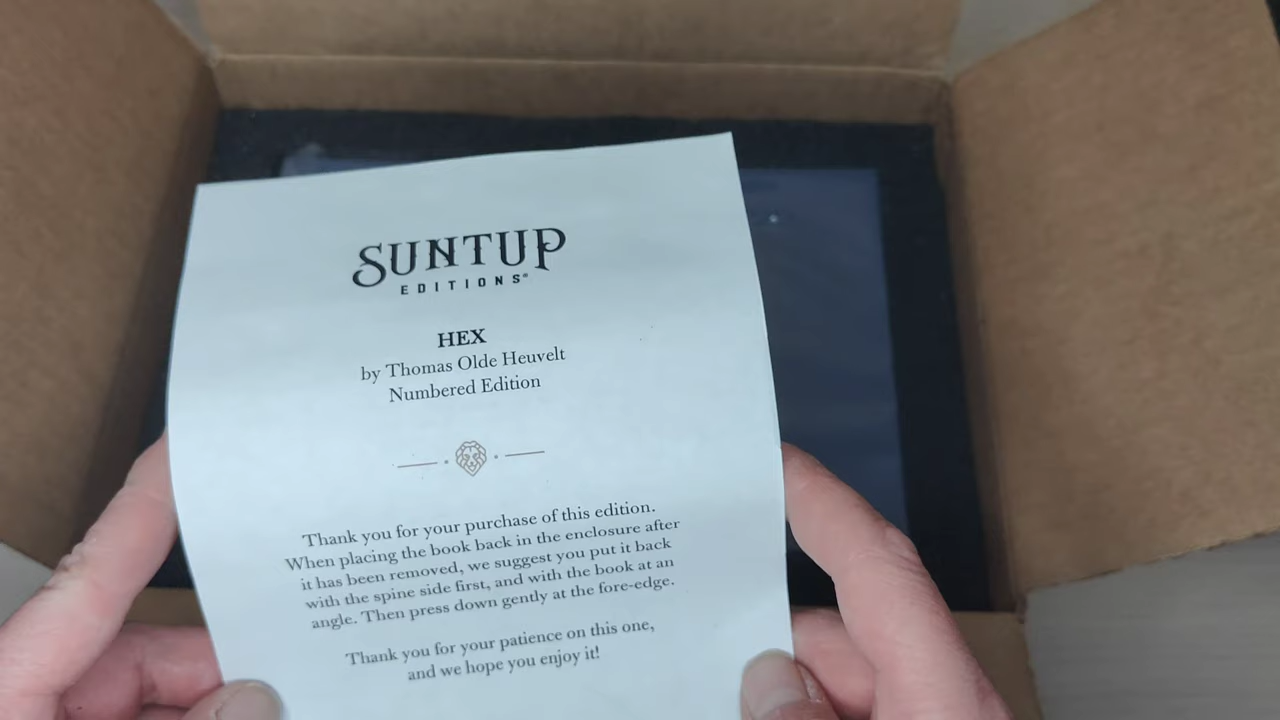 SUNTUP
EDITIONS®
HEX
by Thomas Olde Heuvelt
Numbered Edition
Thank you for your purchase of this edition.
When placing the book back in the enclosure after
it has been removed, we suggest you put it back
with the spine side first, and with the book at an
angle. Then press down gently at the fore-edge.
Thank you for your patience on this one,
and we hope you enjoy it!